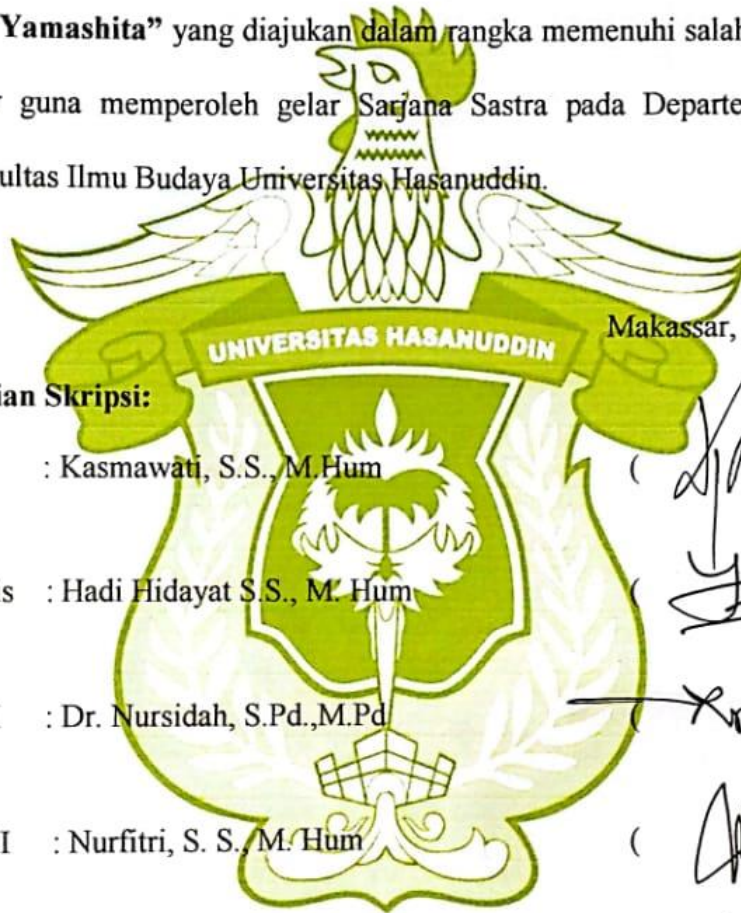 Yamashita” yang diajukan dalam rangka memenuhi salah
guna memperoleh gelar Sarjana Sastra pada Departe
ultas Ilmu Budaya Universitas Hasanuddin.
UNIVERSITAS HASANUDDIN
Makassar,
ian Skripsi:
: Kasmawati, S.S., M.Hum (
is : Hadi Hidayat S.S., M. Hum (
: Dr. Nursidah, S.Pd.,M.Pd (
I : Nurfitri, S. S., M. Hum (